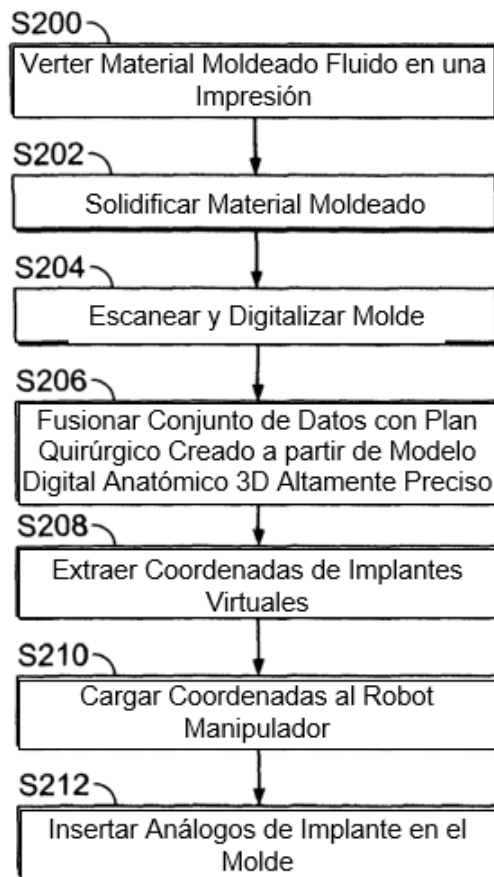 S200
Verter Material Moldeado Fluido en una
Impresión
S202
Solidificar Material Moldeado
S204
Escanear y Digitalizar Molde
S206
Fusionar Conjunto de Datos con Plan
Quirúrgico Creado a partir de Modelo
Digital Anatómico 3D Altamente Preciso
S208
Extraer Coordenadas de Implantes
Virtuales
S210
Cargar Coordenadas al Robot
Manipulador
S212
Insertar Análogos de Implante en el
Molde